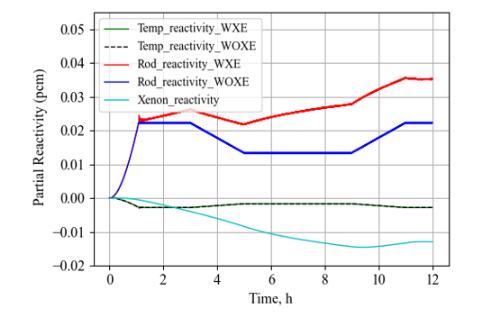 0.05
0.04
0.03
0.02
0.01
0.00
−0.01
−0.02
Partial Reactivity (pcm)
Temp_reactivity_WXE
Temp_reactivity_WOXE
Rod_reactivity_WXE
Rod_reactivity_WOXE
Xenon_reactivity
0 2 4 6 8 10 12
Time, h